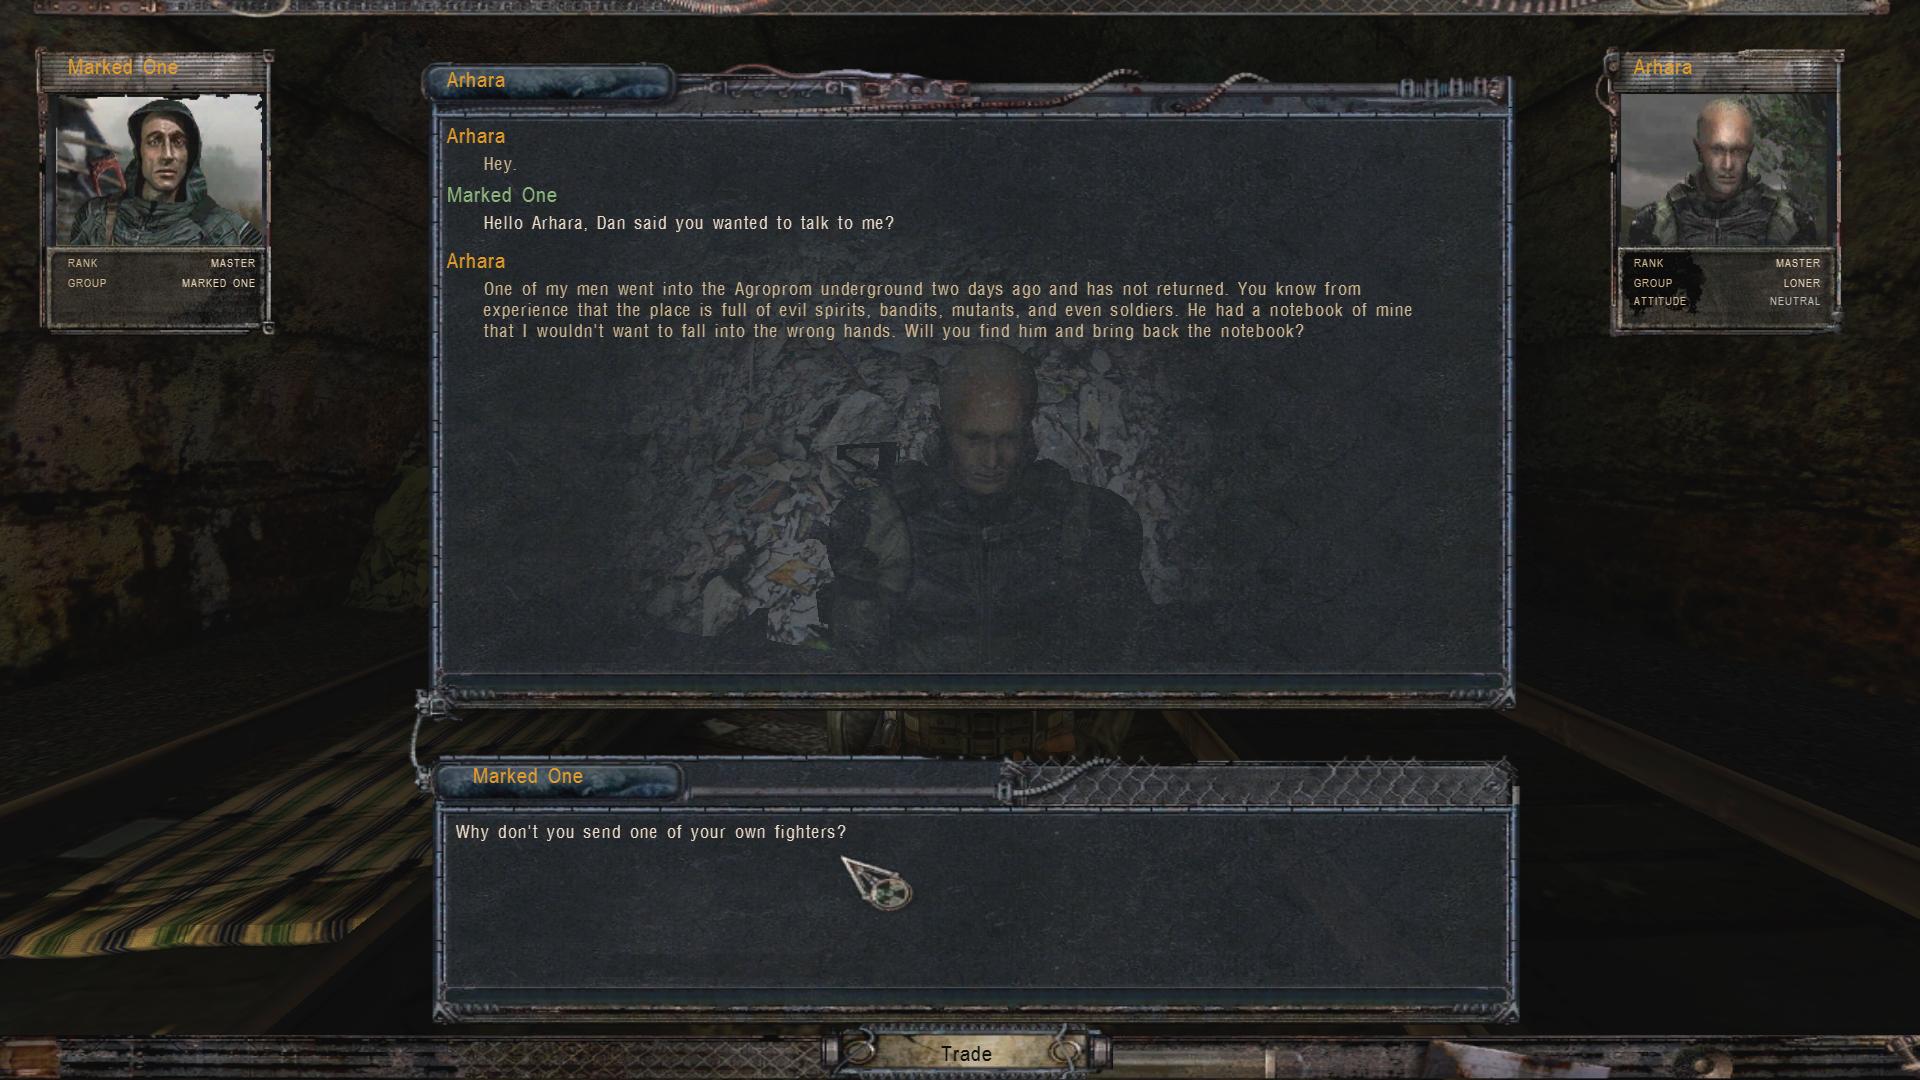 Marked One
RANK MASTER
GROUP MARKED ONE
Arhara
Arhara
Hey.
Marked One
Hello Arhara, Dan said you wanted to talk to me?
Arhara
One of my men went into the Agroprom underground two days ago and has not returned. You know from
experience that the place is full of evil spirits, bandits, mutants, and even soldiers. He had a notebook of mine
that I wouldn't want to fall into the wrong hands. Will you find him and bring back the notebook?
Arhara
RANK MASTER
GROUP LONER
ATTITUDE NEUTRAL
Marked One
Why don't you send one of your own fighters?
Trade